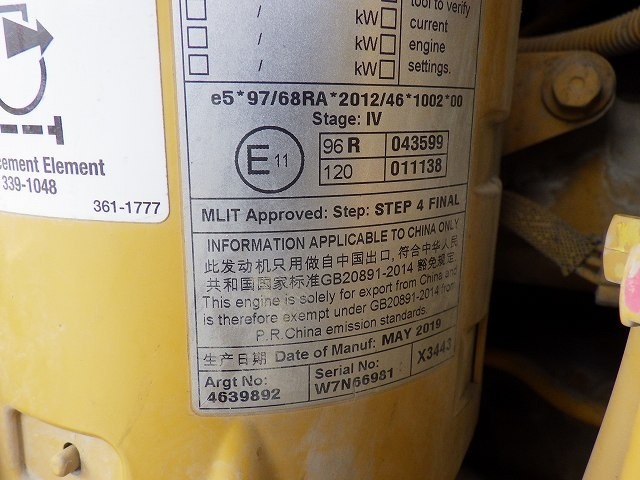 / kW tool to verify
/ kW current
engine
/ kW settings.
e5*97/68RA*2012/46*1002*00
Stage: IV
E 11
96 R 043599
120 011138
MLIT Approved: Step: STEP 4 FINAL
INFORMATION APPLICABLE TO CHINA ONLY
此发动机只用做自中国出口, 符合中华人民
共和国国家标准GB20891-2014 豁免规定.
This engine is solely for export from China and
is therefore exempt under GB20891-2014 from
P.R.China emission standards.
生产日期 Date of Manuf: MAY 2019
Argt No: Serial No: X3443
4639892 W7N66981
cement Element
339-1048
361-1777